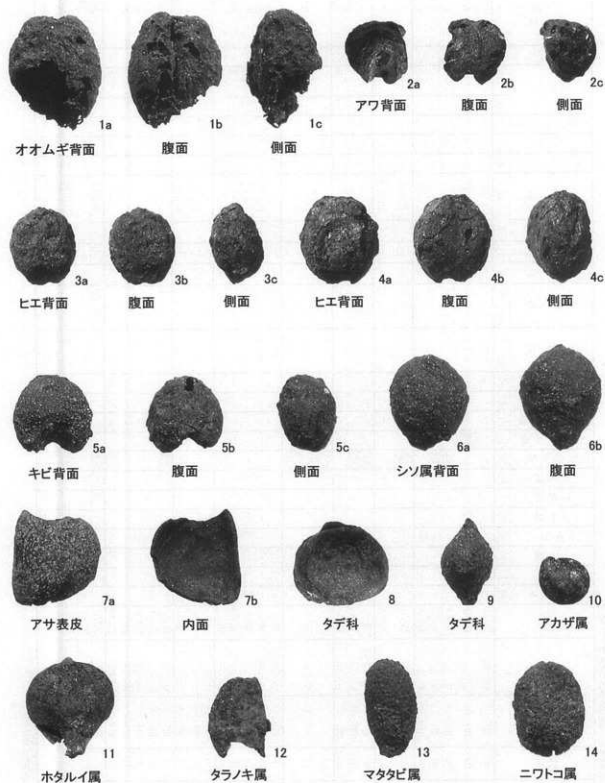 1a 1b 1c 2a 2b 2c
オオムギ背面 腹面 側面 アワ背面 腹面 側面
3a 3b 3c 4a 4b 4c
ヒエ背面 腹面 側面 ヒエ背面 腹面 側面
5a 5b 5c 6a 6b
キビ背面 腹面 側面 シソ属背面 腹面
7a 7b 8 9 10
アサ表皮 内面 タデ科 タデ科 アカザ属
11 12 13 14
ホタルイ属 タラノキ属 マタタビ属 ニワトコ属